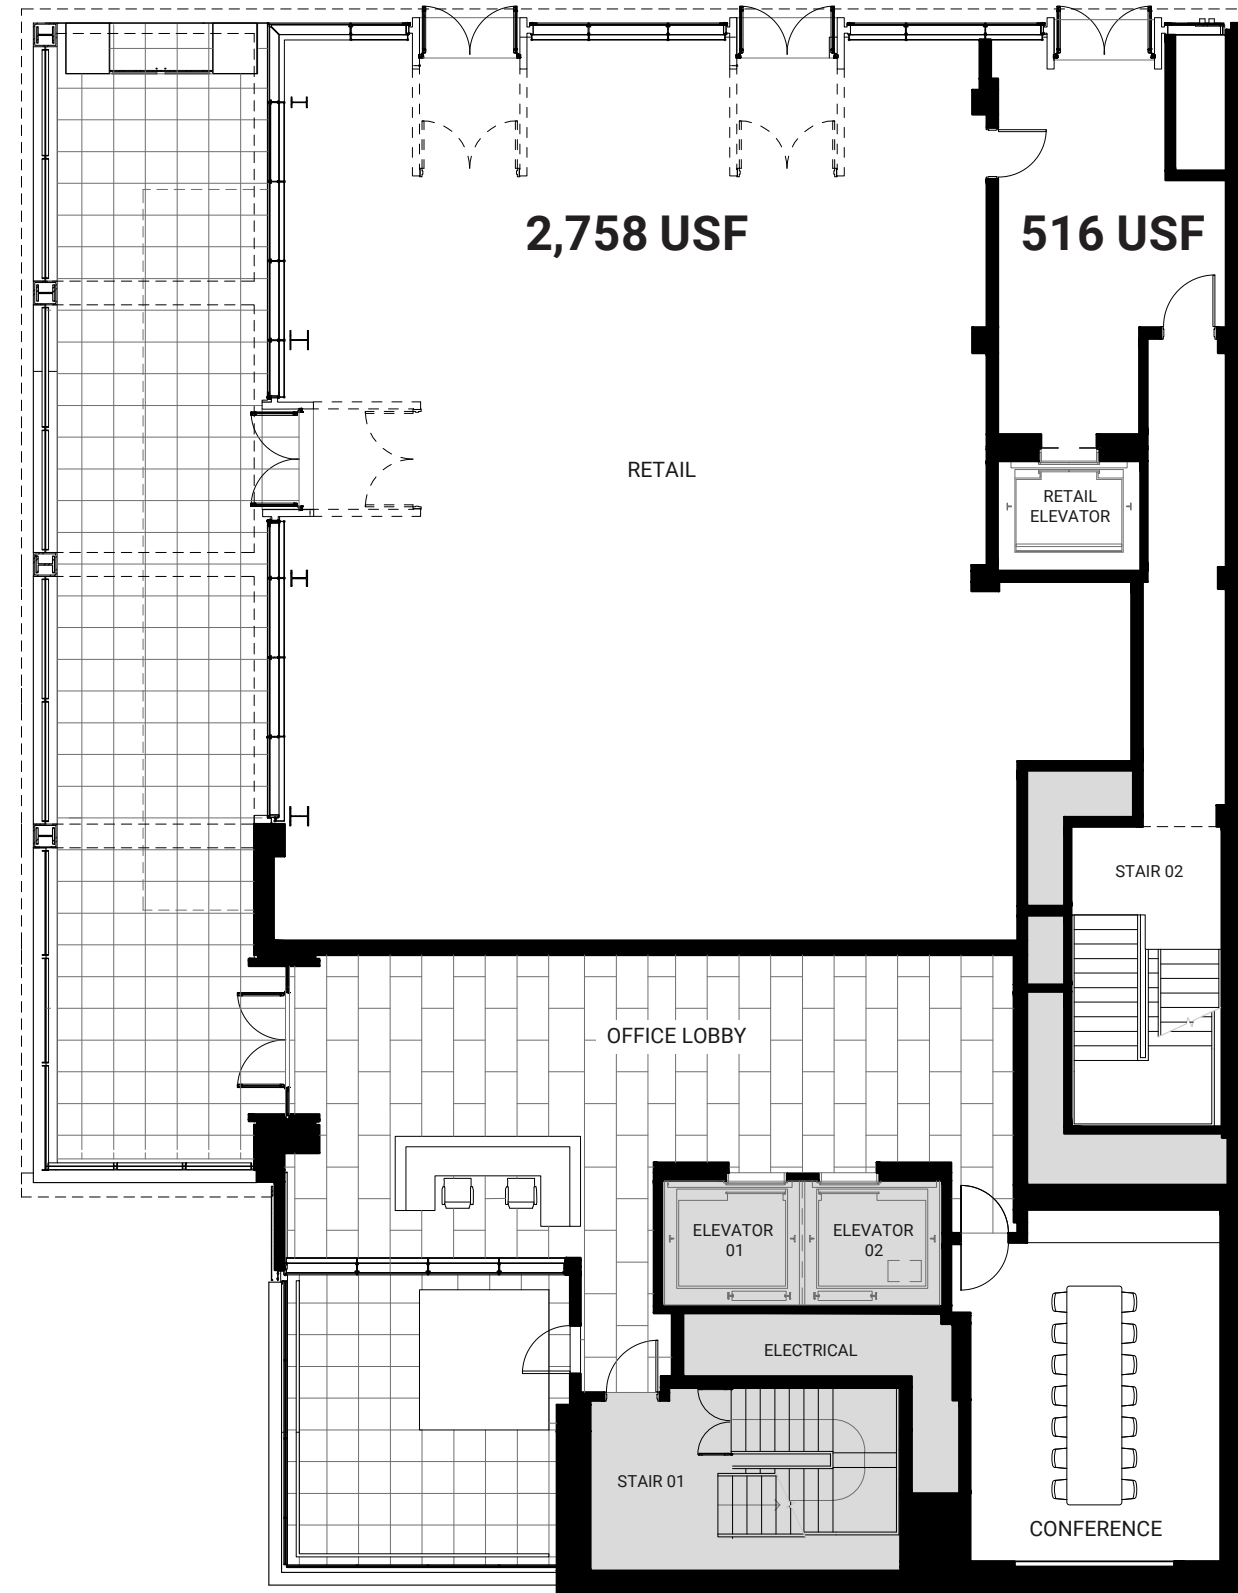 2,758 USF
516 USF
RETAIL
RETAIL
ELEVATOR
STAIR 02
OFFICE LOBBY
ELEVATOR
01
ELEVATOR
02
ELECTRICAL
STAIR 01
CONFERENCE